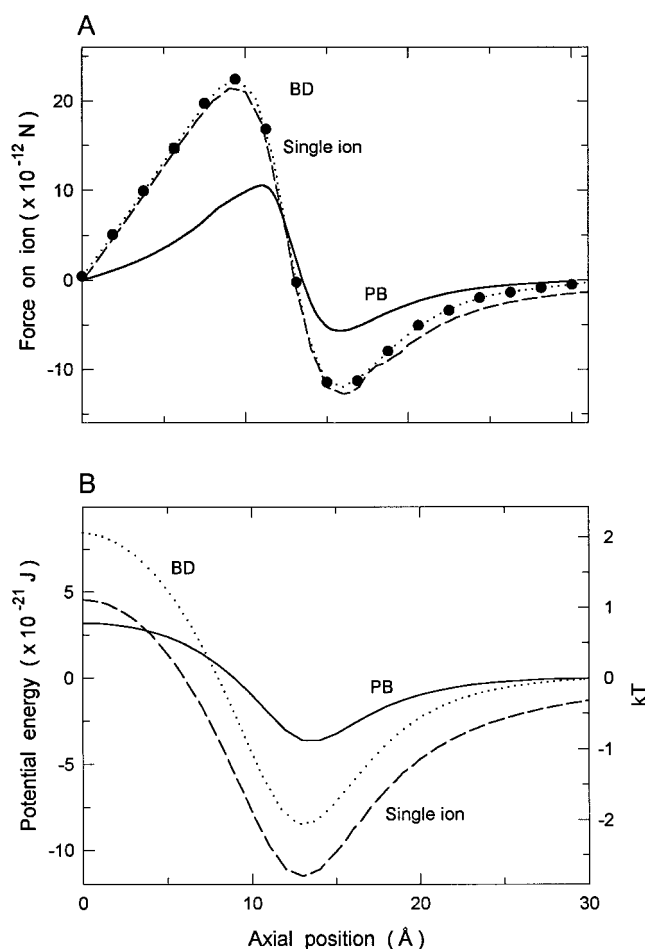 A
20
10
0
-10
Force on ion ( x 10⁻¹² N )
BD
Single ion
PB
B
5
0
-5
-10
Potential energy ( x 10⁻²¹ J )
BD
PB
Single ion
2
1
0
-1
-2
kT
0 10 20 30
Axial position (Å)